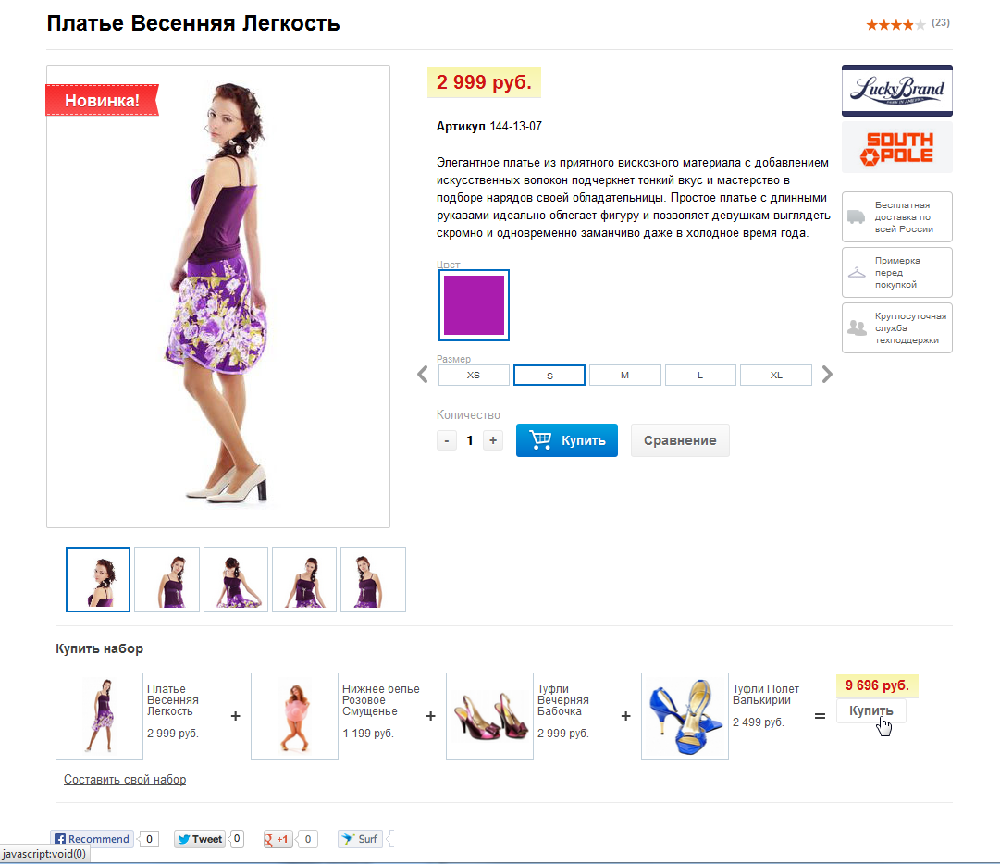 Платье Весенняя Легкость
(23)
Новинка!
2 999 руб.
Артикул 144-13-07
Элегантное платье из приятного вискозного материала с добавлением
искусственных волокон подчеркнет тонкий вкус и мастерство в
подборе нарядов своей обладательницы. Простое платье с длинными
рукавами идеально облегает фигуру и позволяет девушкам выглядеть
скромно и одновременно заманчиво даже в холодное время года.
Цвет
Размер
XS
S
M
L
XL
Количество
- 1 +
Купить
Сравнение
Lucky Brand
SOUTH
POLE
Бесплатная
доставка по
всей России
Примерка
перед
покупкой
Круглосуточная
служба
техподдержки
Купить набор
Платье
Весенняя
Легкость
2 999 руб.
+
Нижнее белье
Розовое
Смущенье
1 199 руб.
+
Туфли
Вечерняя
Бабочка
2 999 руб.
+
Туфли Полет
Валькирии
2 499 руб.
=
9 696 руб.
Купить
Составить свой набор
Recommend 0
Tweet 0
g +1 0
Surf
javascript:void(0)